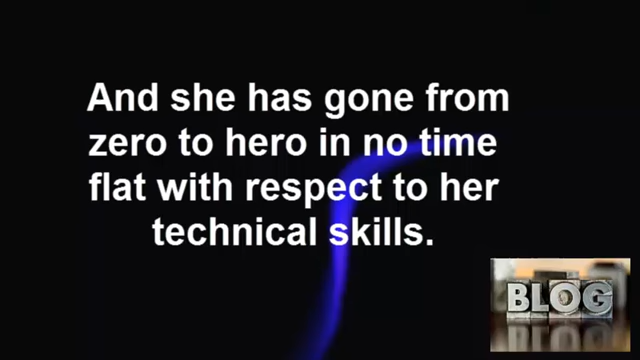 And she has gone from
zero to hero in no time
flat with respect to her
technical skills.
BLOG